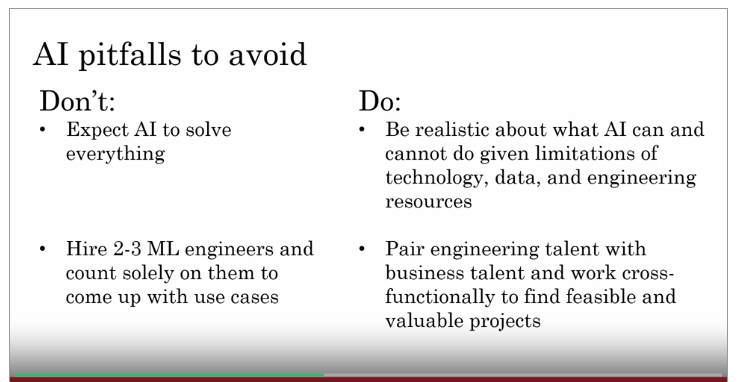 AI pitfalls to avoid
Don’t:
• Expect AI to solve
everything
• Hire 2-3 ML engineers and
count solely on them to
come up with use cases
Do:
• Be realistic about what AI can and
cannot do given limitations of
technology, data, and engineering
resources
• Pair engineering talent with
business talent and work cross-
functionally to find feasible and
valuable projects